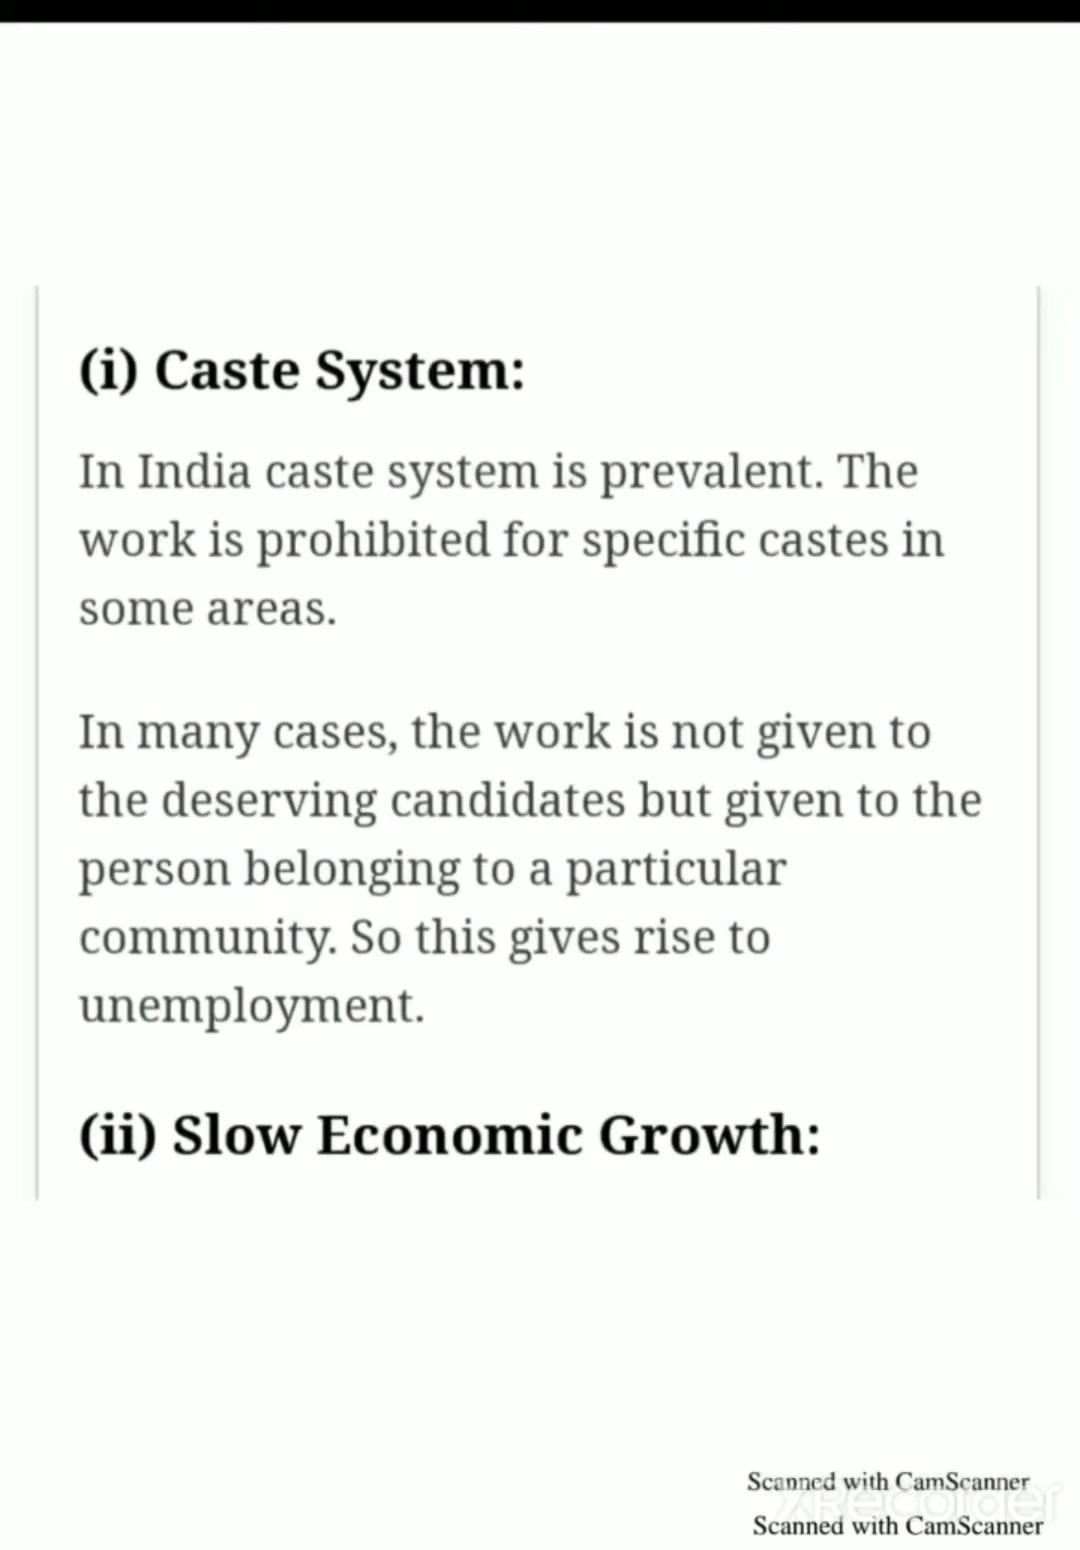 (i) Caste System:
In India caste system is prevalent. The
work is prohibited for specific castes in
some areas.
In many cases, the work is not given to
the deserving candidates but given to the
person belonging to a particular
community. So this gives rise to
unemployment.
(ii) Slow Economic Growth:
Scanned with CamScanner
XRecorder
Scanned with CamScanner